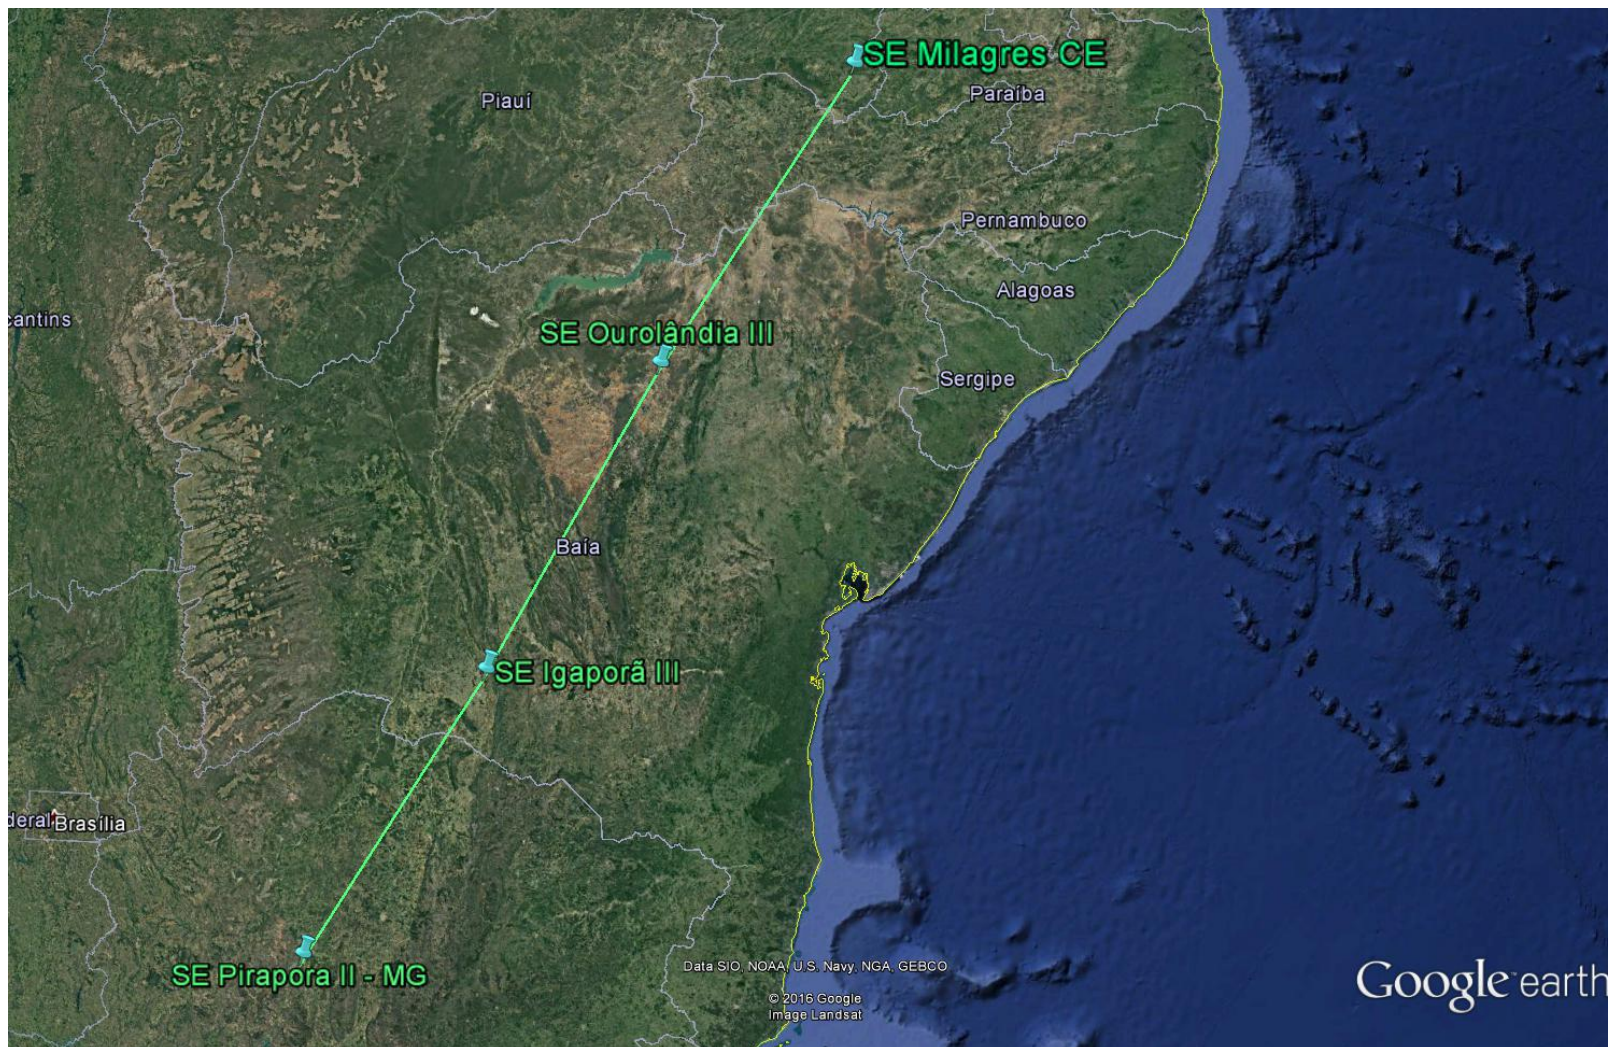 SE Milagres CE
Piauí
Paraíba
Pernambuco
Alagoas
cantins
SE Ourolândia III
Sergipe
Baía
SE Igaporã III
deral
Brasília
SE Pirapora II - MG
Data SIO, NOAA, U.S. Navy, NGA, GEBCO
© 2016 Google
Image Landsat
Google earth